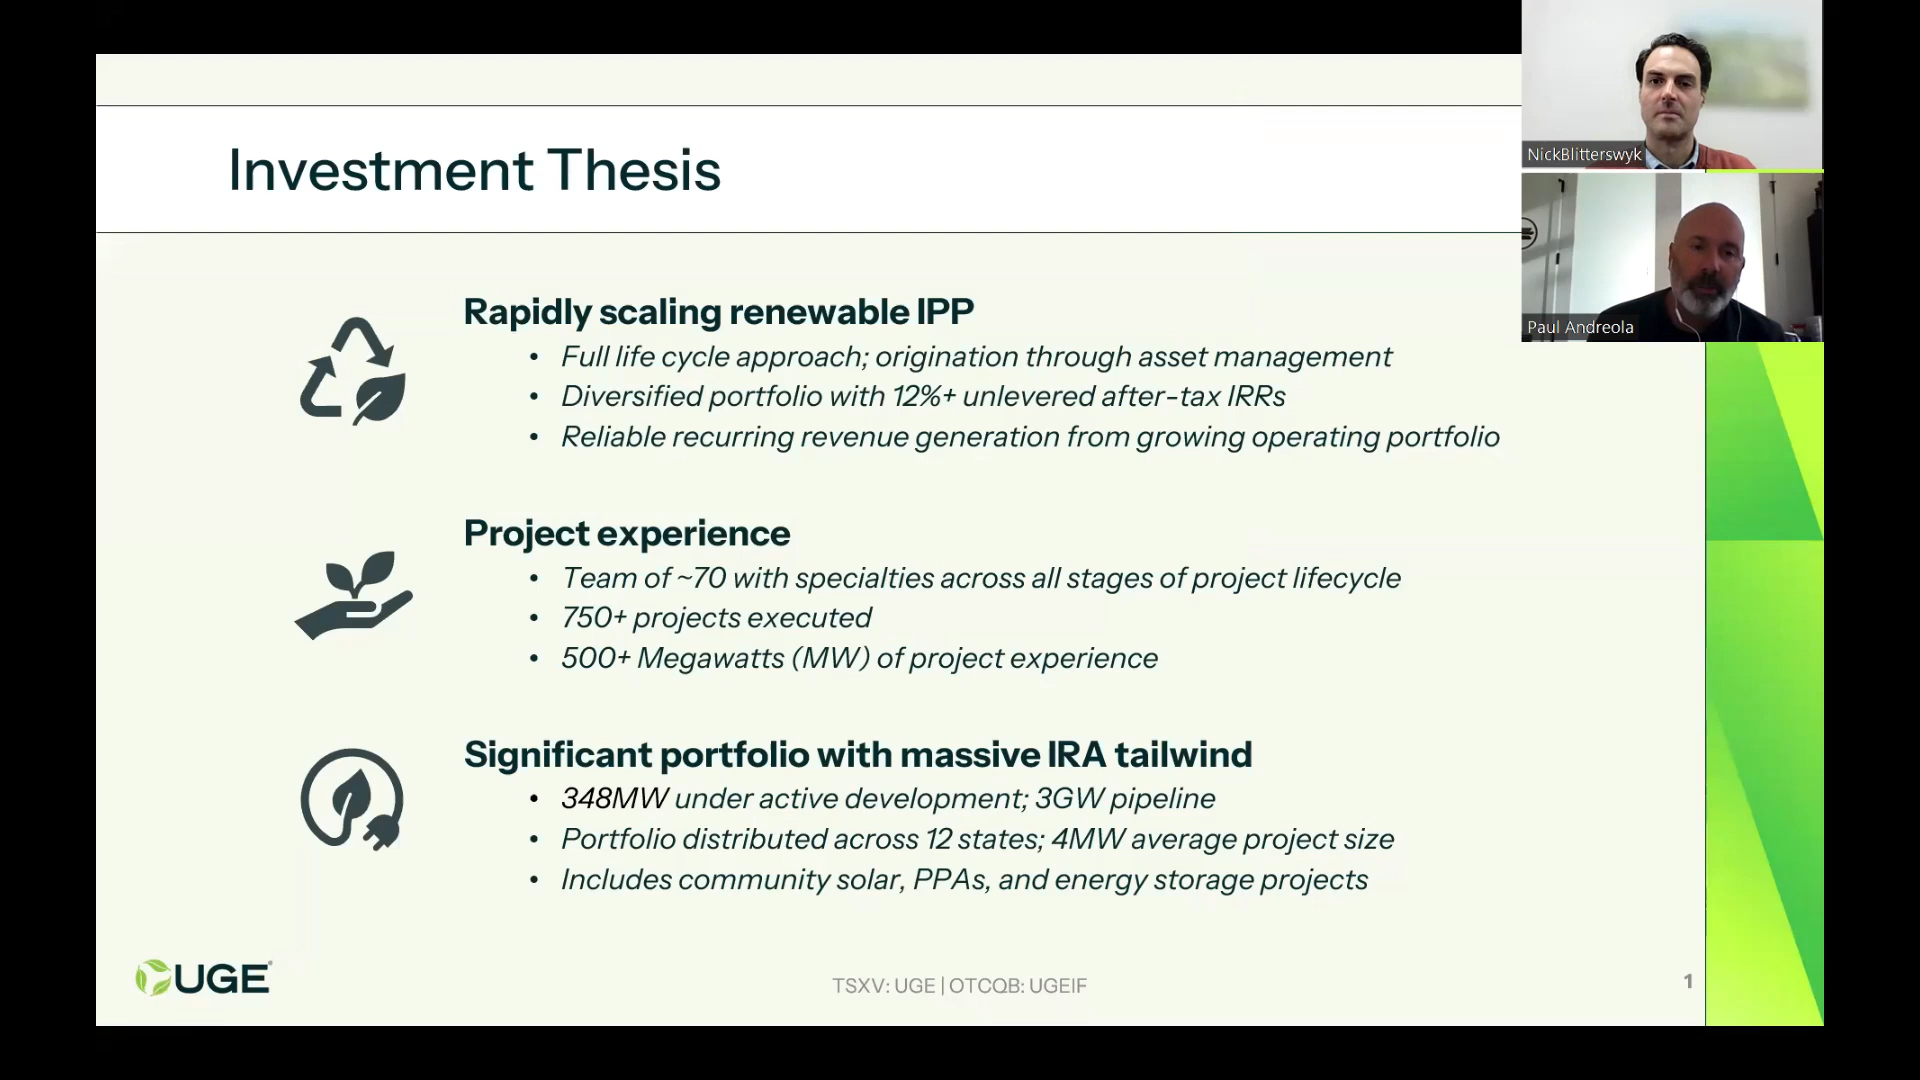 Investment Thesis
NickBlitterswyk
Paul Andreola
Rapidly scaling renewable IPP
• Full life cycle approach; origination through asset management
• Diversified portfolio with 12%+ unlevered after-tax IRRs
• Reliable recurring revenue generation from growing operating portfolio
Project experience
• Team of ~70 with specialties across all stages of project lifecycle
• 750+ projects executed
• 500+ Megawatts (MW) of project experience
Significant portfolio with massive IRA tailwind
• 348MW under active development; 3GW pipeline
• Portfolio distributed across 12 states; 4MW average project size
• Includes community solar, PPAs, and energy storage projects
UGE®
TSXV: UGE | OTCQB: UGEIF
1